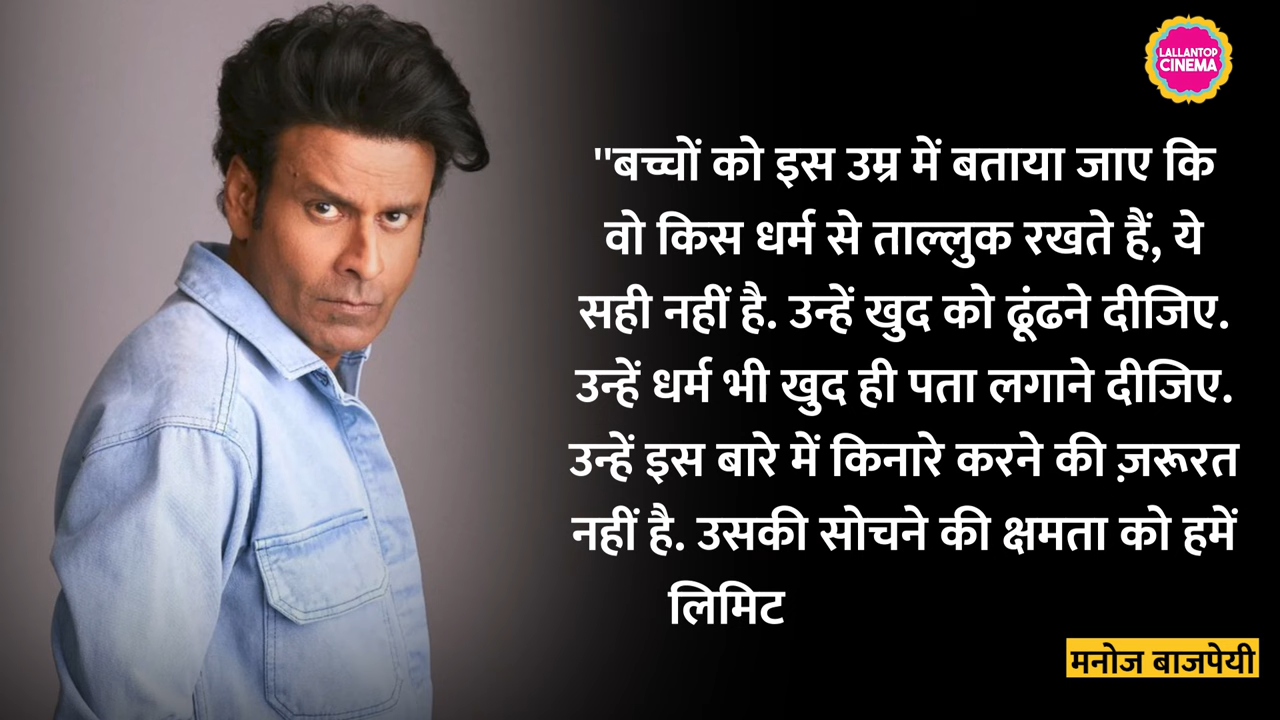 LALLANTOP
CINEMA
"बच्चों को इस उम्र में बताया जाए कि
वो किस धर्म से ताल्लुक रखते हैं, ये
सही नहीं है. उन्हें खुद को ढूंढने दीजिए.
उन्हें धर्म भी खुद ही पता लगाने दीजिए.
उन्हें इस बारे में किनारे करने की ज़रूरत
नहीं है. उसकी सोचने की क्षमता को हमें
लिमिट
मनोज बाजपेयी